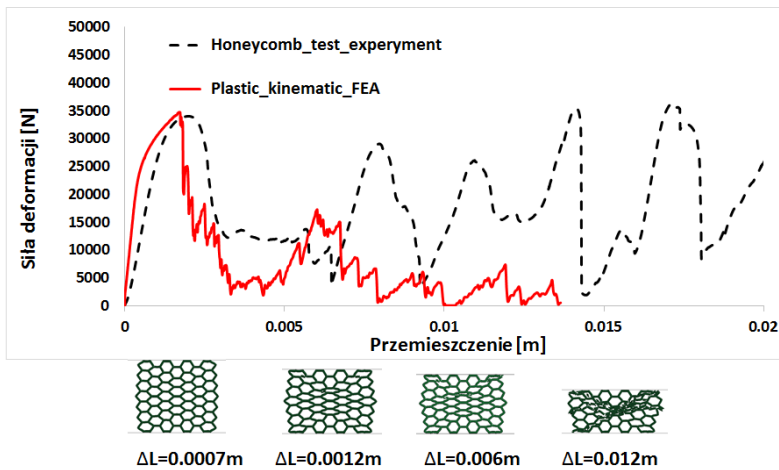 50000
45000
40000
35000
30000
25000
20000
15000
10000
5000
0
Siła deformacji [N]
Honeycomb_test_experyment
Plastic_kinematic_FEA
0 0.005 0.01 0.015 0.02
Przemieszczenie [m]
ΔL=0.0007m ΔL=0.0012m ΔL=0.006m ΔL=0.012m